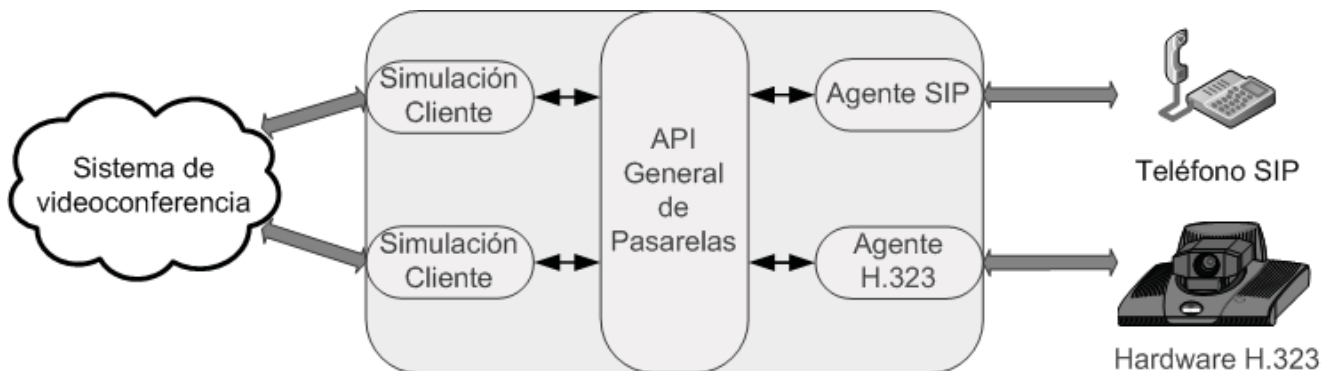 Sistema de
videoconferencia
Simulación
Cliente
Simulación
Cliente
API
General
de
Pasarelas
Agente SIP
Agente
H.323
Teléfono SIP
Hardware H.323